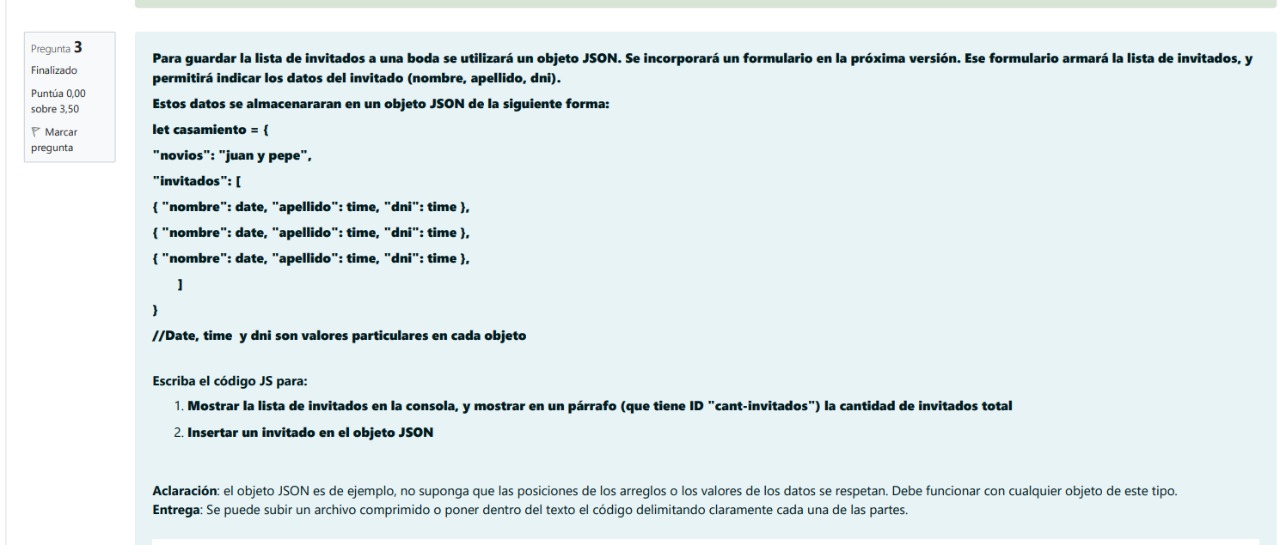 Pregunta 3
Finalizado
Puntúa 0,00
sobre 3,50
Marcar
pregunta
Para guardar la lista de invitados a una boda se utilizará un objeto JSON. Se incorporará un formulario en la próxima versión. Ese formulario armará la lista de invitados, y
permitirá indicar los datos del invitado (nombre, apellido, dni).
Estos datos se almacenararan en un objeto JSON de la siguiente forma:
let casamiento = {
"novios": "juan y pepe",
"invitados": [
{ "nombre": date, "apellido": time, "dni": time },
{ "nombre": date, "apellido": time, "dni": time },
{ "nombre": date, "apellido": time, "dni": time },
]
}
//Date, time y dni son valores particulares en cada objeto
Escriba el código JS para:
1. Mostrar la lista de invitados en la consola, y mostrar en un párrafo (que tiene ID "cant-invitados") la cantidad de invitados total
2. Insertar un invitado en el objeto JSON
Aclaración: el objeto JSON es de ejemplo, no suponga que las posiciones de los arreglos o los valores de los datos se respetan. Debe funcionar con cualquier objeto de este tipo.
Entrega: Se puede subir un archivo comprimido o poner dentro del texto el código delimitando claramente cada una de las partes.